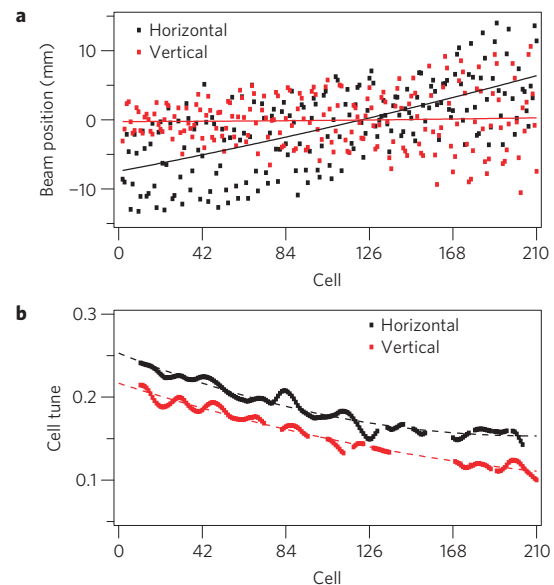 a
Horizontal
Vertical
Beam position (mm)
10
0
−10
0 42 84 126 168 210
Cell
b
Horizontal
Vertical
Cell tune
0.3
0.2
0.1
0 42 84 126 168 210
Cell